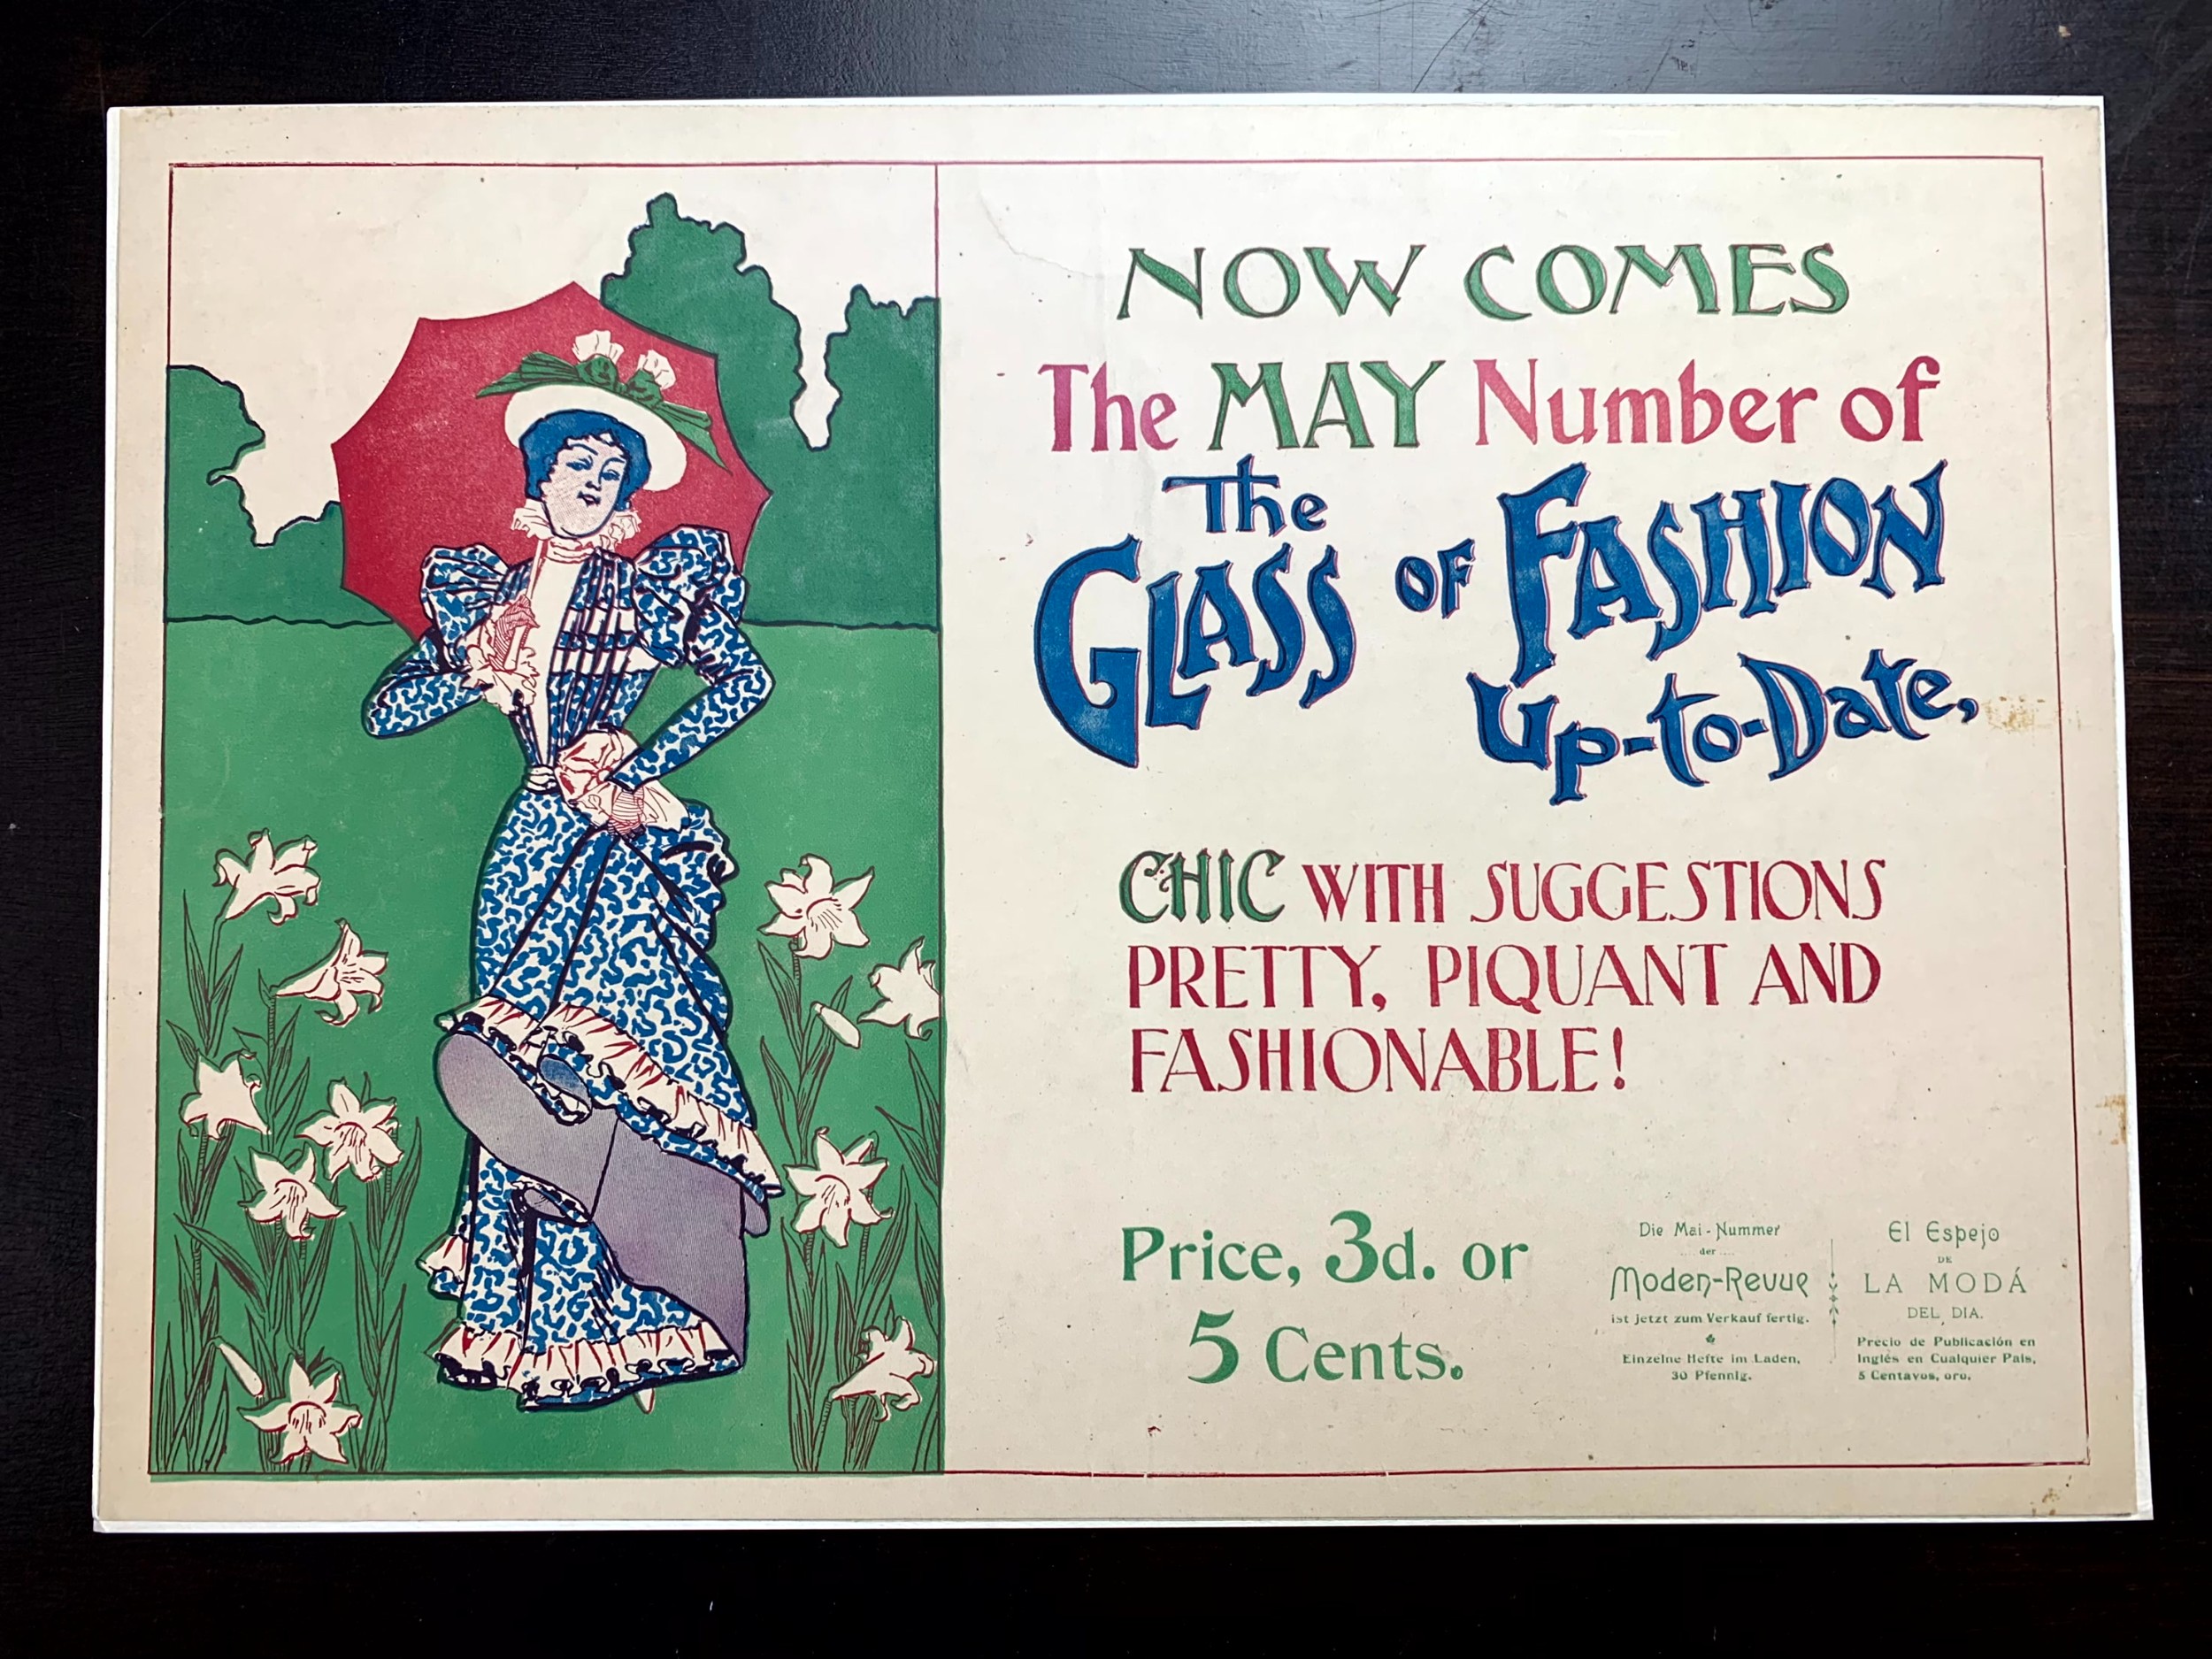 NOW COMES
The MAY Number of
The
GLASS OF FASHION
Up-to-Date,
CHIC WITH SUGGESTIONS
PRETTY, PIQUANT AND
FASHIONABLE!
Price, 3d. or
5 Cents.
Die Mai-Nummer
der ....
Moden-Revue
ist jetzt zum Verkauf fertig.
Einzelne Hefte im Laden,
30 Pfennig.
El Espejo
DE
LA MODÁ
DEL DIA.
Precio de Publicación en
Inglés en Cualquier Pais,
5 Centavos, oro.